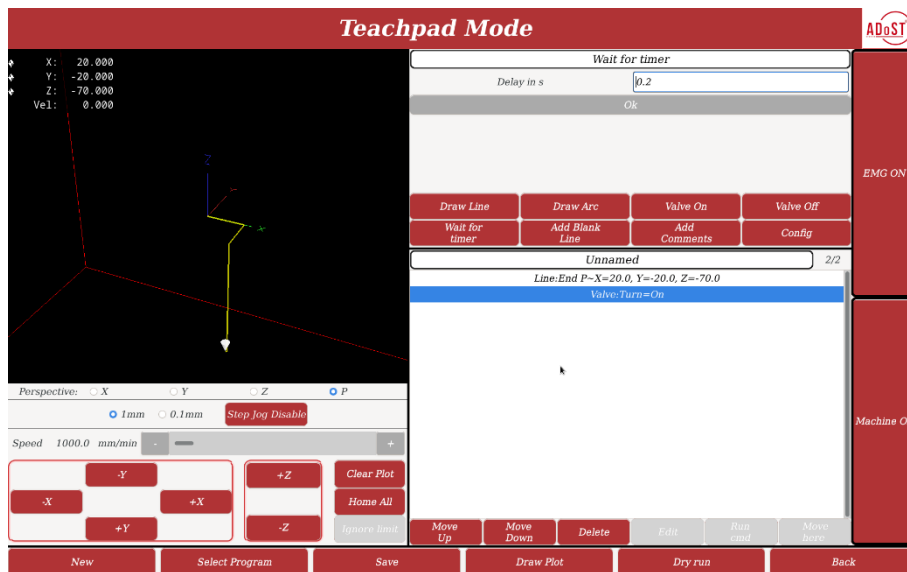 Teachpad Mode
ADoST
X: 20.000
Y: -20.000
Z: -70.000
Vel: 0.000
Z
Y
X
Perspective: X Y Z P
1mm 0.1mm Step Jog Disable
Speed 1000.0 mm/min - +
-Y
-X +X
+Y
+Z
-Z
Clear Plot
Home All
Ignore limit
Wait for timer
Delay in s 0.2
Ok
Draw Line Draw Arc Valve On Valve Off
Wait for timer Add Blank Line Add Comments Config
Unnamed 2/2
Line:End P~X=20.0, Y=-20.0, Z=-70.0
Valve:Turn=On
Move Up Move Down Delete Edit Run cmd Move here
EMG ON
Machine O
New Select Program Save Draw Plot Dry run Back